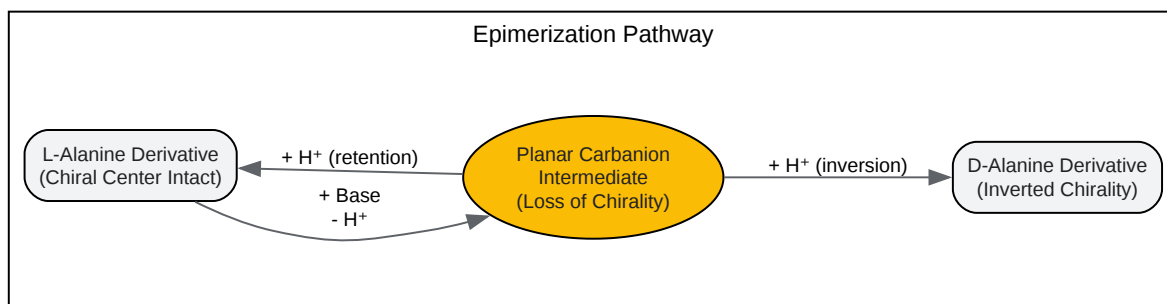 Epimerization Pathway
L-Alanine Derivative
(Chiral Center Intact)
+ H⁺ (retention)
+ Base
- H⁺
Planar Carbanion
Intermediate
(Loss of Chirality)
+ H⁺ (inversion)
D-Alanine Derivative
(Inverted Chirality)